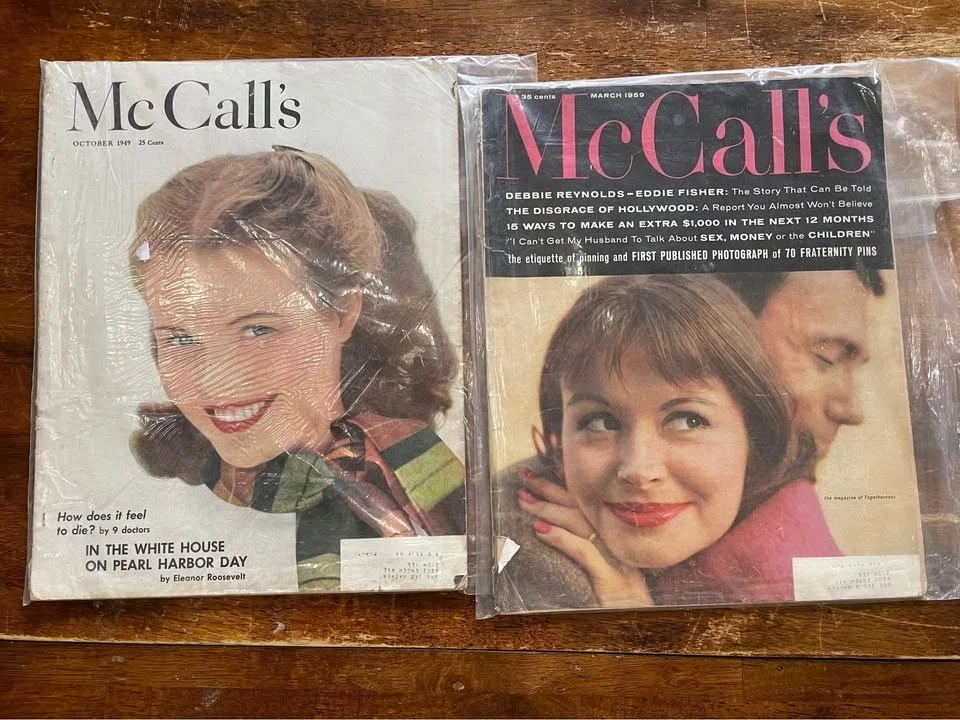 McCall's
OCTOBER 1949 25 Cents
How does it feel
to die? by 9 doctors
IN THE WHITE HOUSE
ON PEARL HARBOR DAY
by Eleanor Roosevelt
35 cents MARCH 1959
McCall's
DEBBIE REYNOLDS–EDDIE FISHER: The Story That Can Be Told
THE DISGRACE OF HOLLYWOOD: A Report You Almost Won't Believe
15 WAYS TO MAKE AN EXTRA $1,000 IN THE NEXT 12 MONTHS
"I Can't Get My Husband To Talk About SEX, MONEY or the CHILDREN"
the etiquette of pinning and FIRST PUBLISHED PHOTOGRAPH of 70 FRATERNITY PINS
the magazine of Togetherness